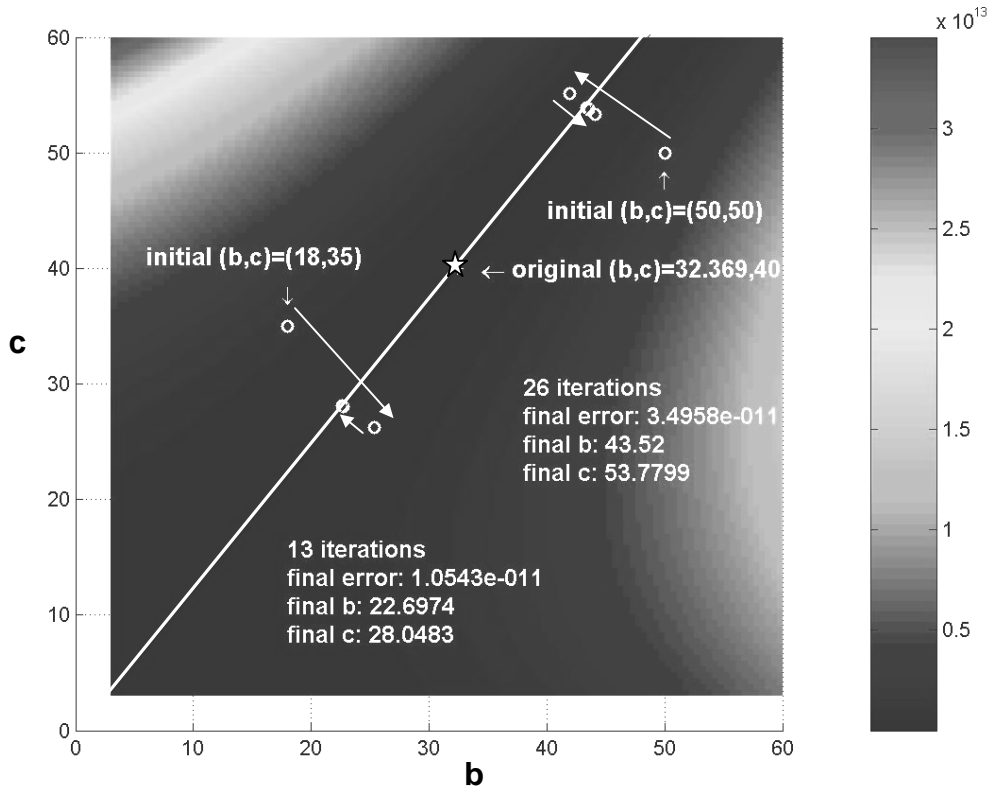 x 10^13
60
50
40
30
20
10
0
c
0
10
20
30
40
50
60
b
initial (b,c)=(50,50)
initial (b,c)=(18,35)
← original (b,c)=32.369,40
26 iterations
final error: 3.4958e-011
final b: 43.52
final c: 53.7799
13 iterations
final error: 1.0543e-011
final b: 22.6974
final c: 28.0483
3
2.5
2
1.5
1
0.5